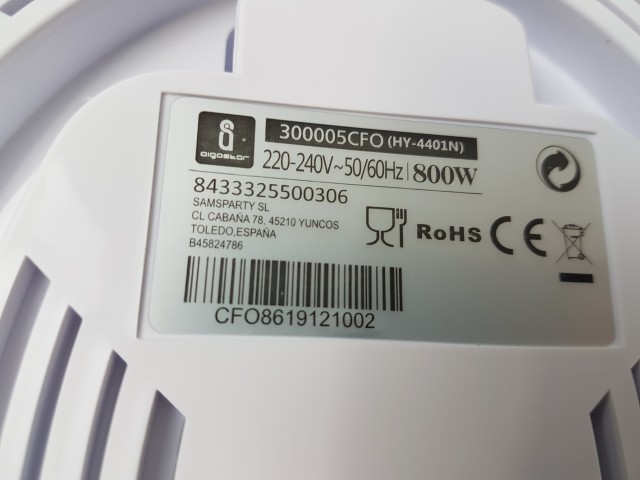 aigostar
300005CFO (HY-4401N)
220-240V~50/60Hz 800W
8433325500306
SAMSPARTY SL
CL CABAÑA 78, 45210 YUNCOS
TOLEDO,ESPAÑA
B45824786
RoHS CE
CFO8619121002